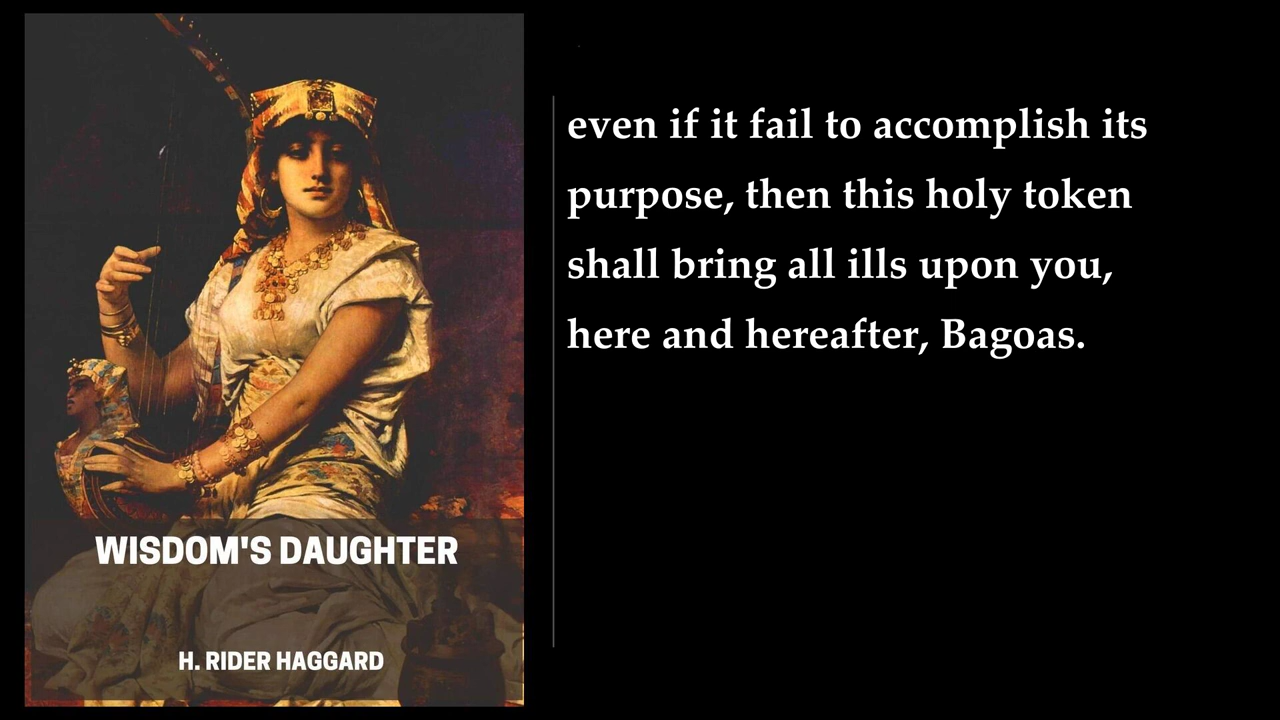 WISDOM'S DAUGHTER
H. RIDER HAGGARD
even if it fail to accomplish its
purpose, then this holy token
shall bring all ills upon you,
here and hereafter, Bagoas.